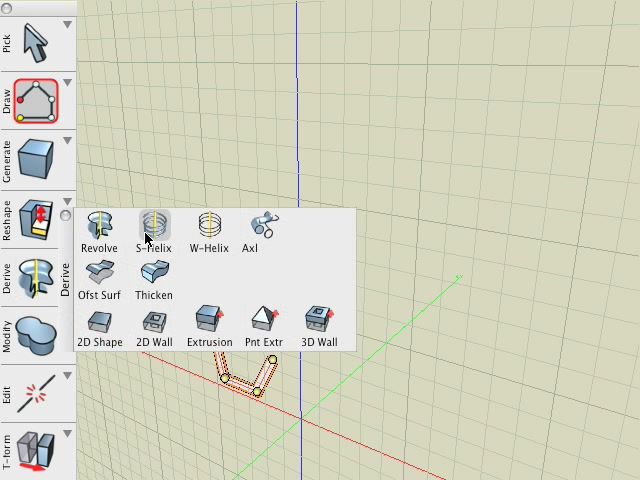 Pick
Draw
Generate
Reshape
Derive
Modify
Edit
T-form
Derive
Revolve S-Helix W-Helix Axl
Ofst Surf Thicken
2D Shape 2D Wall Extrusion Pnt Extr 3D Wall